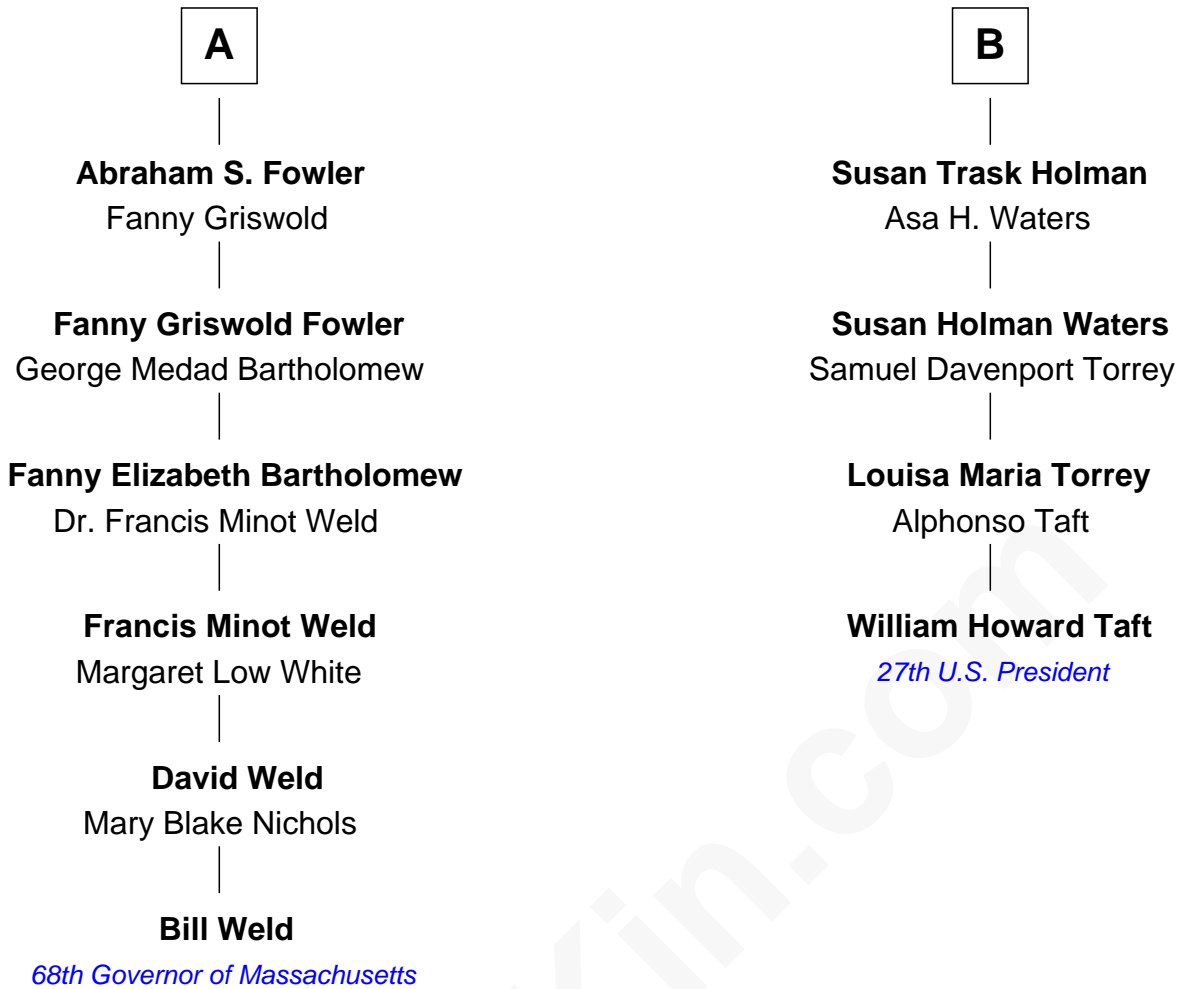 A
Abraham S. Fowler
Fanny Griswold
Fanny Griswold Fowler
George Medad Bartholomew
Fanny Elizabeth Bartholomew
Dr. Francis Minot Weld
Francis Minot Weld
Margaret Low White
David Weld
Mary Blake Nichols
Bill Weld
68th Governor of Massachusetts
B
Susan Trask Holman
Asa H. Waters
Susan Holman Waters
Samuel Davenport Torrey
Louisa Maria Torrey
Alphonso Taft
William Howard Taft
27th U.S. President